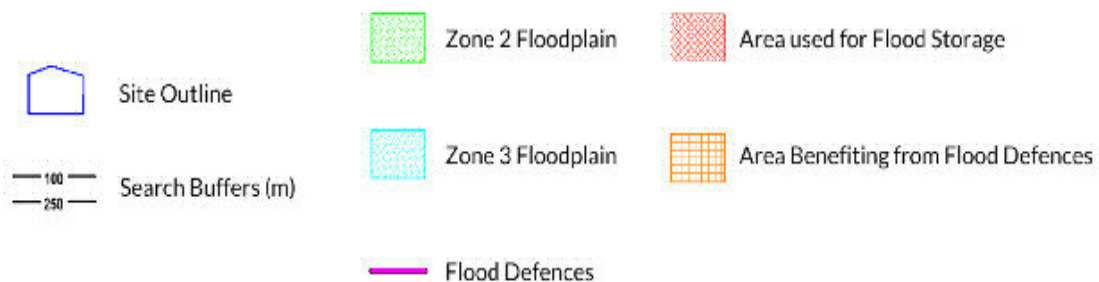 Zone 2 Floodplain
Area used for Flood Storage
Site Outline
Zone 3 Floodplain
Area Benefiting from Flood Defences
100
250
Search Buffers (m)
Flood Defences